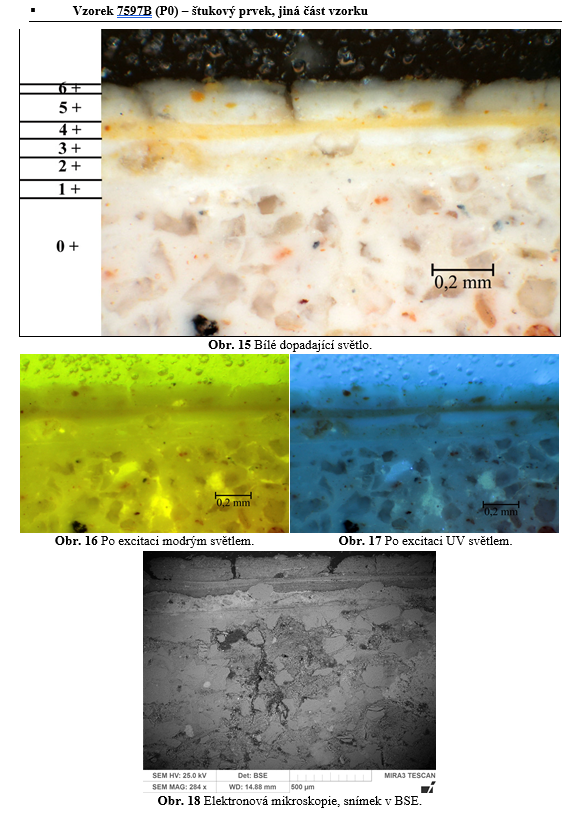 ▪ Vzorek 7597B (P0) – štukový prvek, jiná část vzorku
6 +
5 +
4 +
3 +
2 +
1 +
0 +
0,2 mm
Obr. 15 Bílé dopadající světlo.
0,2 mm
0,2 mm
Obr. 16 Po excitaci modrým světlem.
Obr. 17 Po excitaci UV světlem.
SEM HV: 25.0 kV
Det: BSE
MIRA3 TESCAN
SEM MAG: 284 x
WD: 14.88 mm
500 µm
Obr. 18 Elektronová mikroskopie, snímek v BSE.